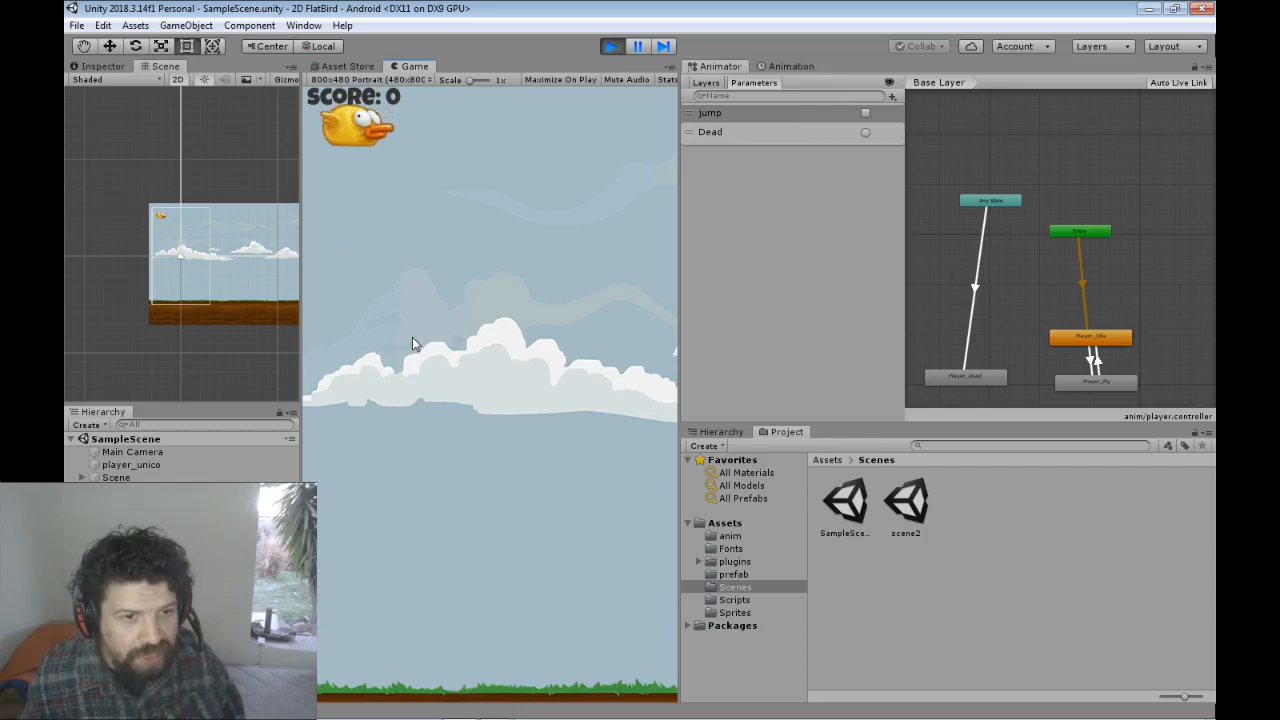 Unity 2018.3.14f1 Personal - SampleScene.unity - 2D FlatBird - Android <DX11 on DX9 GPU>
File Edit Assets GameObject Component Window Help
Center Local Collab Account Layers Layout
Inspector Scene Asset Store Game Animator Animation
Shaded 2D Gizmo 800x480 Portrait (480x80( Scale 1x Maximize On Play Mute Audio Stats Layers Parameters Base Layer Auto Live Link
Name
SCORE: 0
jump
Dead
Any State
Entry
Player_Idle
Player_dead
Player_fly
anim/player.controller
Hierarchy
Create All
SampleScene
Main Camera
player_unico
Scene
Hierarchy Project
Create
Favorites
All Materials
All Models
All Prefabs
Assets
anim
Fonts
plugins
prefab
Scenes
Scripts
Sprites
Packages
Assets > Scenes
SampleSce... scene2